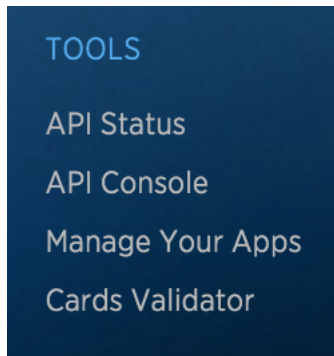 TOOLS
API Status
API Console
Manage Your Apps
Cards Validator